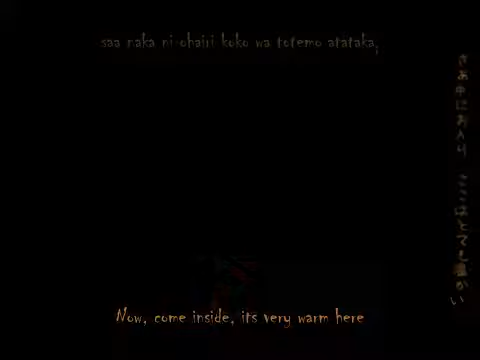 saa naka ni ohairi koko wa totemo atataka,
さあ中にお入り ここはとても温かい
Now, come inside, its very warm here